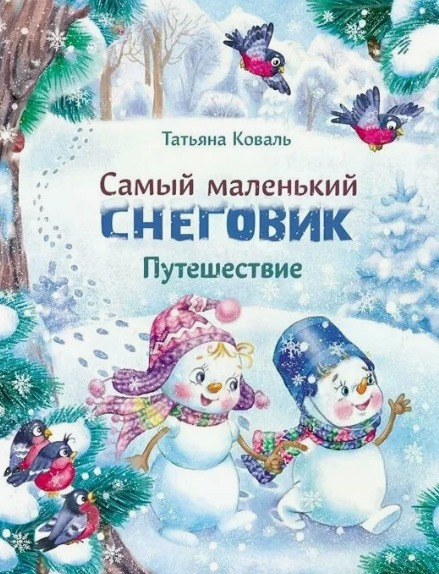 Татьяна Коваль
Самый маленький
СНЕГОВИК
Путешествие